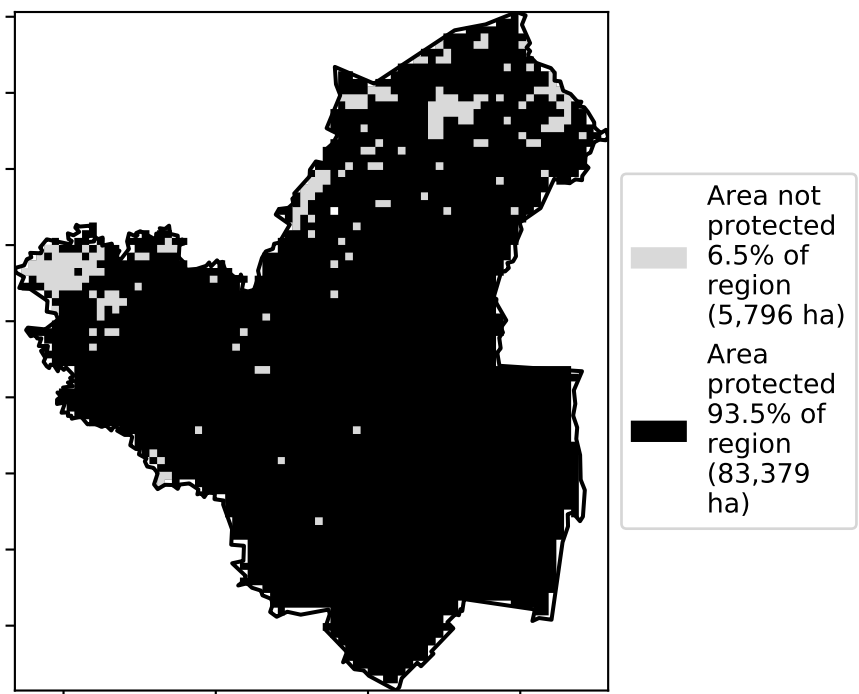 Area not
protected
6.5% of
region
(5,796 ha)
Area
protected
93.5% of
region
(83,379
ha)